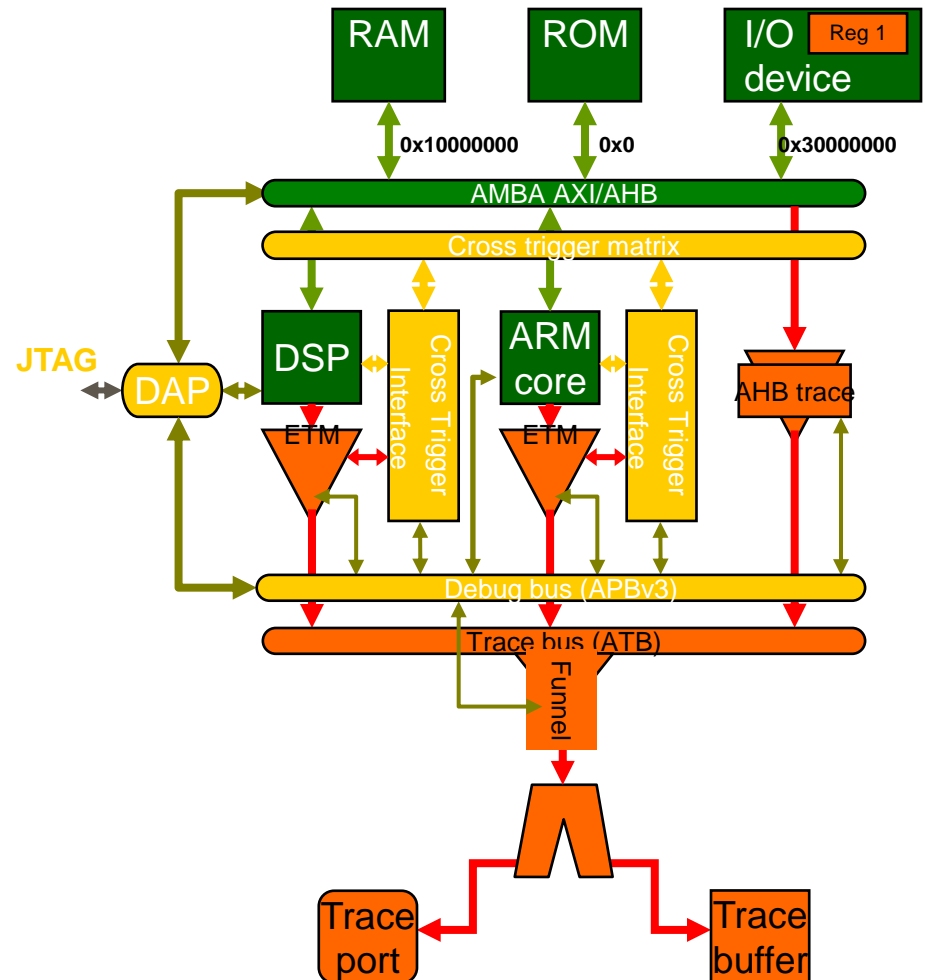 RAM
ROM
I/O
device
Reg 1
0x10000000
0x0
0x30000000
AMBA AXI/AHB
Cross trigger matrix
JTAG
DAP
DSP
Cross Trigger
Interface
ARM
core
Cross Trigger
Interface
AHB trace
ETM
ETM
Debug bus (APBv3)
Trace bus (ATB)
Funnel
Trace
port
Trace
buffer